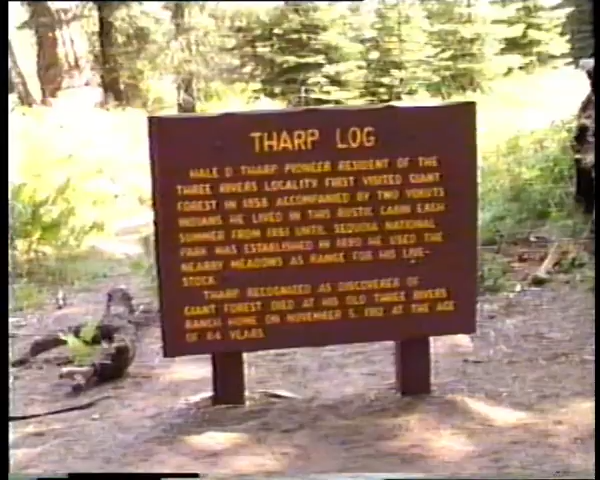 THARP LOG
HALE D THARP PIONEER RESIDENT OF THE
THREE RIVERS LOCALITY FIRST VISITED GIANT
FOREST IN 1858 ACCOMPANIED BY TWO YOKUTS
INDIANS HE LIVED IN THIS RUSTIC CABIN EACH
SUMMER FROM 1861 UNTIL SEQUOIA NATIONAL
PARK WAS ESTABLISHED IN 1890 HE USED THE
NEARBY MEADOWS AS RANGE FOR HIS LIVE-
STOCK
THARP RECOGNIZED AS DISCOVERER OF
GIANT FOREST DIED AT HIS OLD THREE RIVERS
RANCH HOME ON NOVEMBER 5, 1912 AT THE AGE
OF 84 YEARS